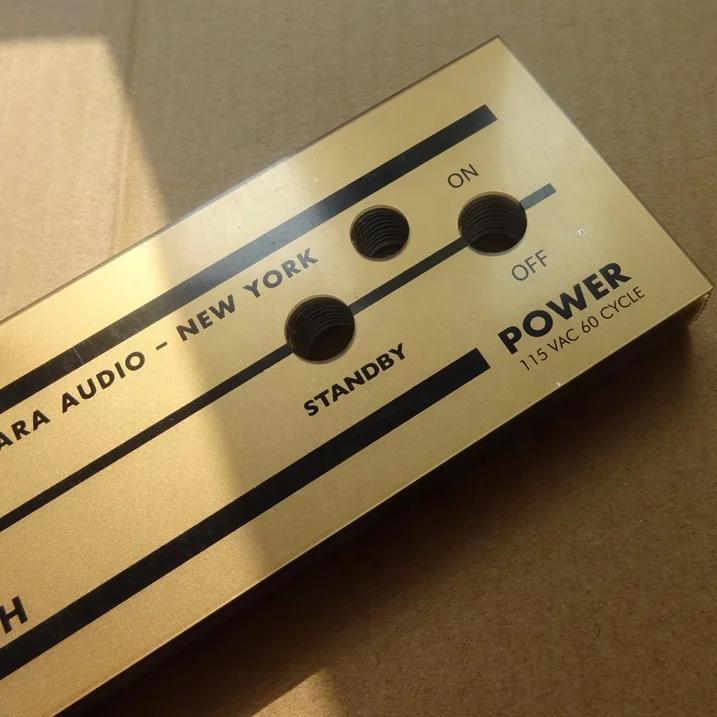 ON
OFF
ARA AUDIO – NEW YORK
STANDBY
POWER
115 VAC 60 CYCLE
H